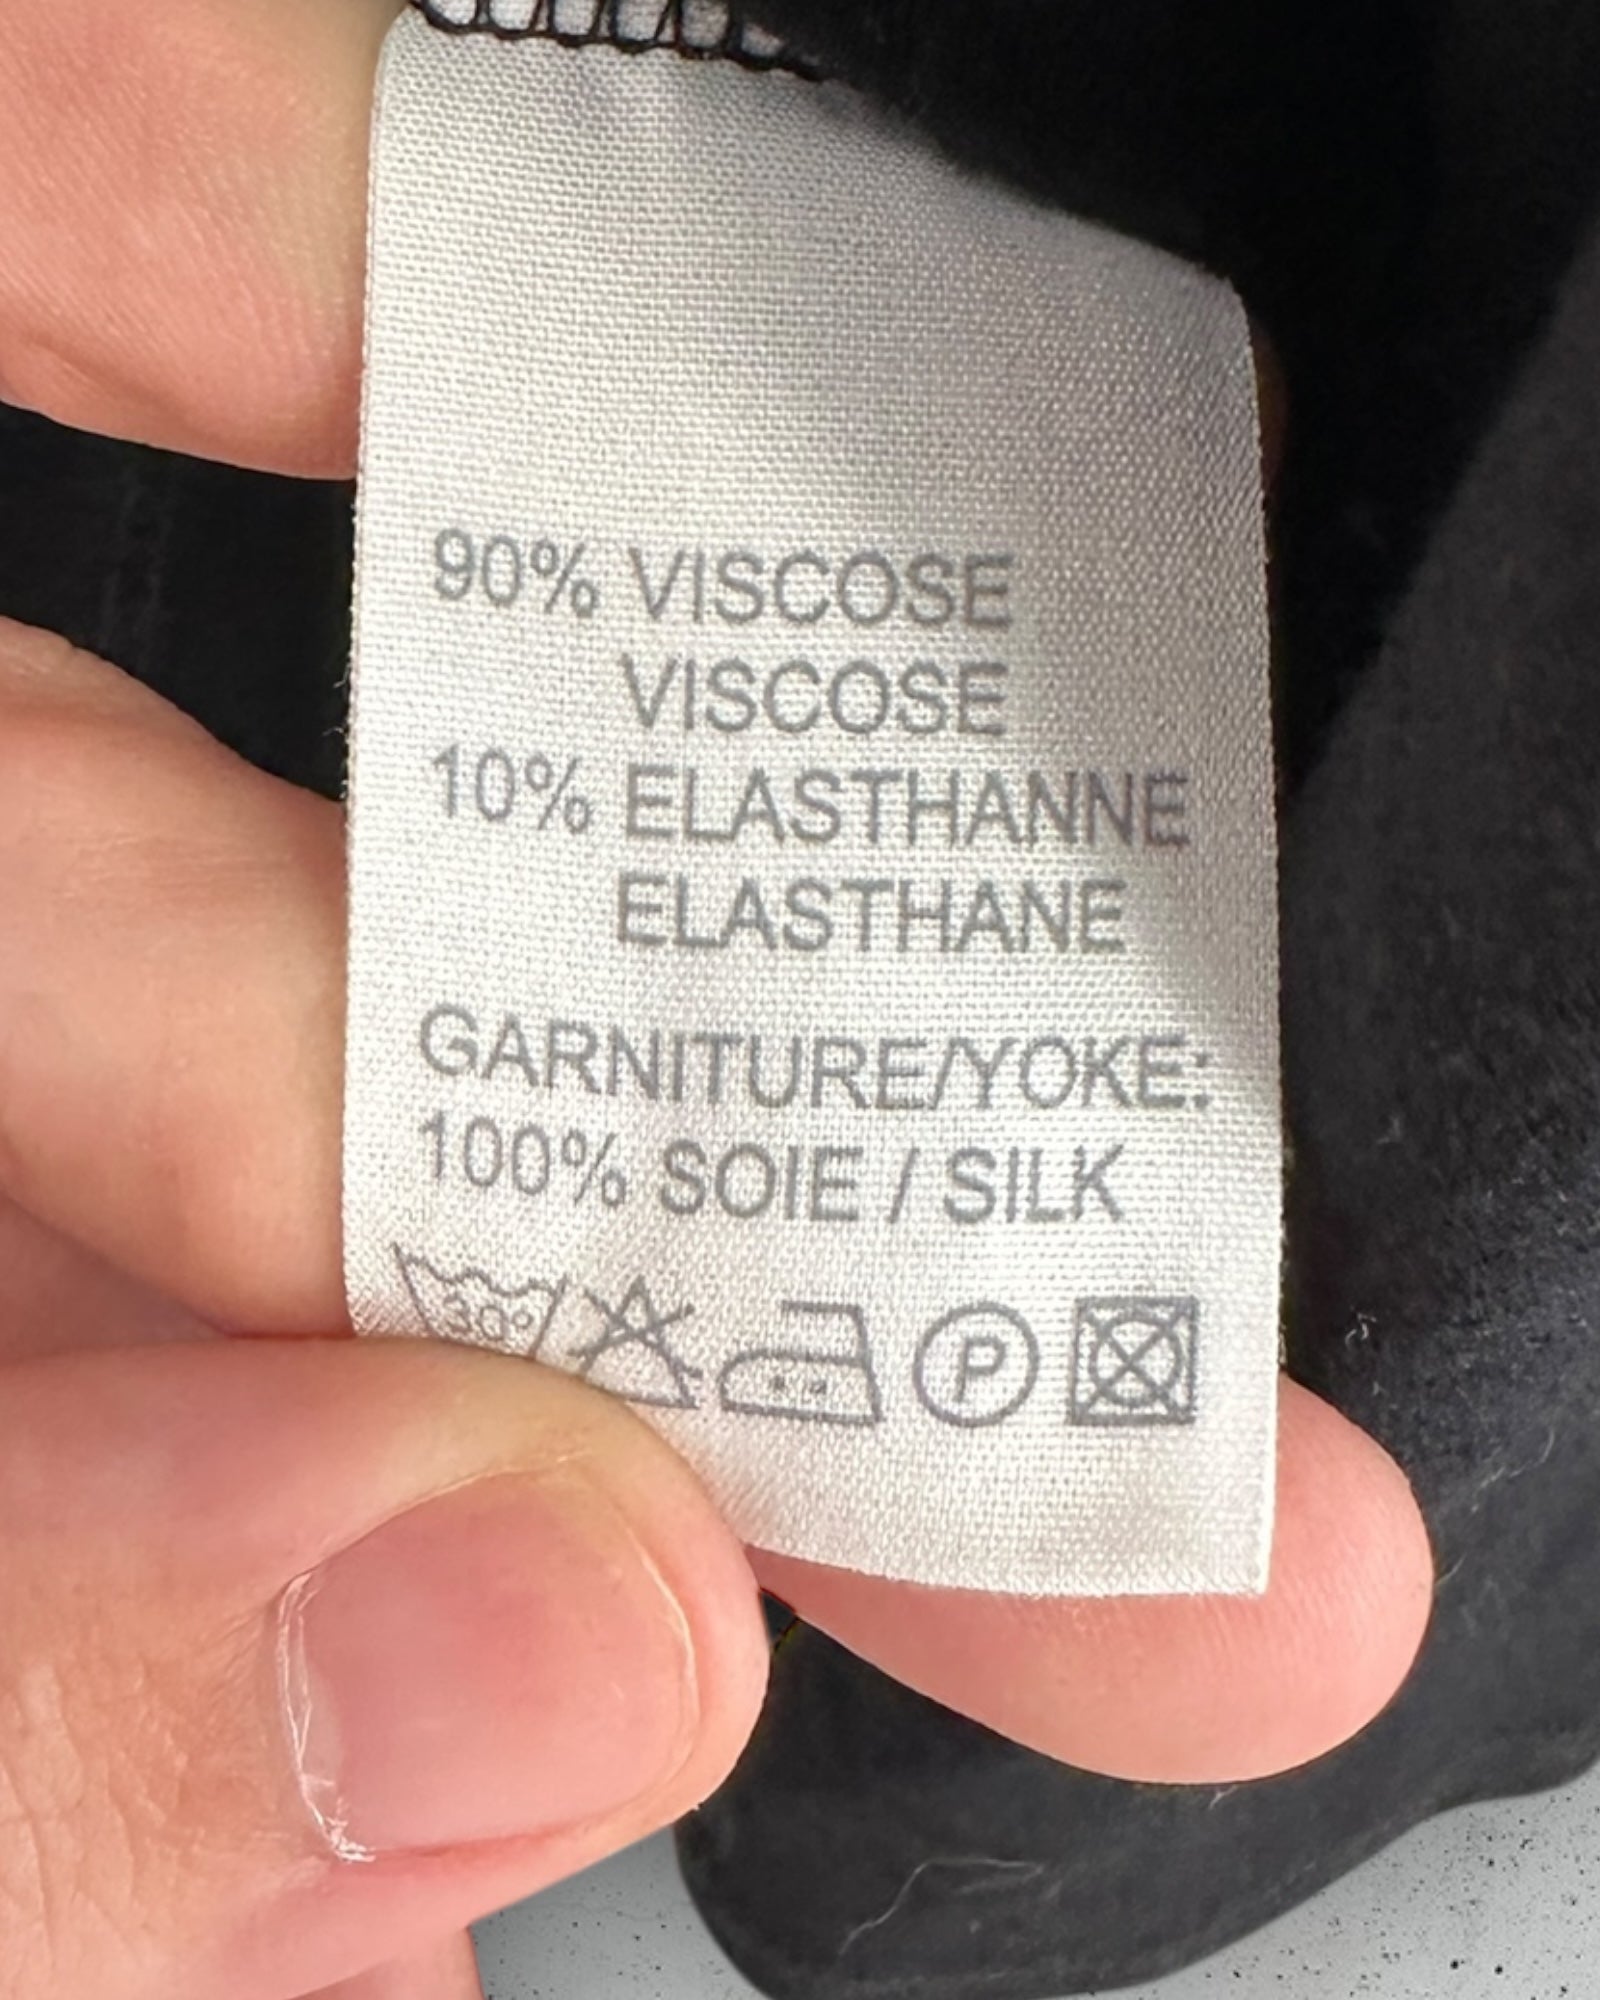 90% VISCOSE
VISCOSE
10% ELASTHANNE
ELASTHANE
GARNITURE/YOKE:
100% SOIE / SILK
30° P